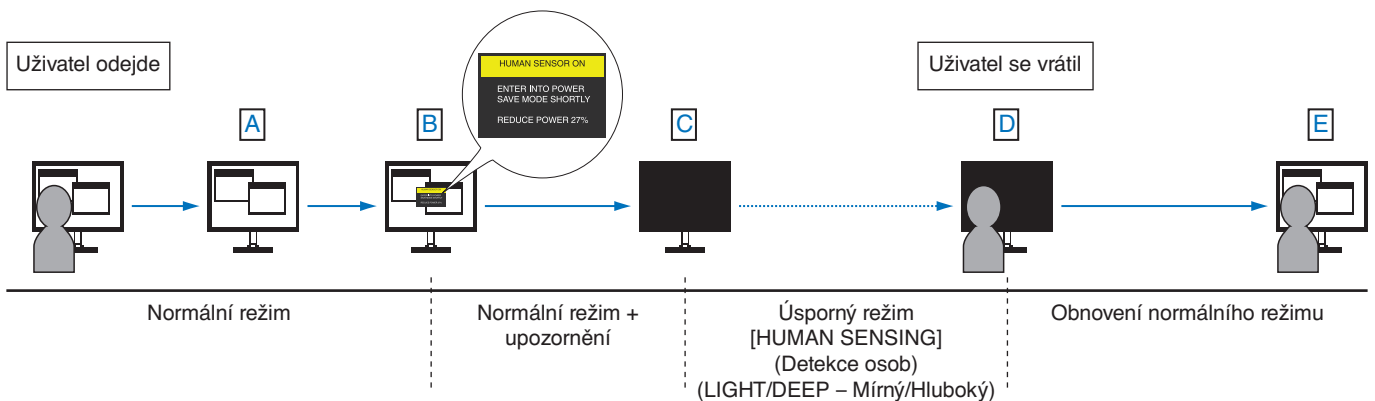 Uživatel odejde
HUMAN SENSOR ON
ENTER INTO POWER
SAVE MODE SHORTLY
REDUCE POWER 27%
Uživatel se vrátil
A
B
C
D
E
Normální režim
Normální režim +
upozornění
Úsporný režim
[HUMAN SENSING]
(Detekce osob)
(LIGHT/DEEP – Mírný/Hluboký)
Obnovení normálního režimu